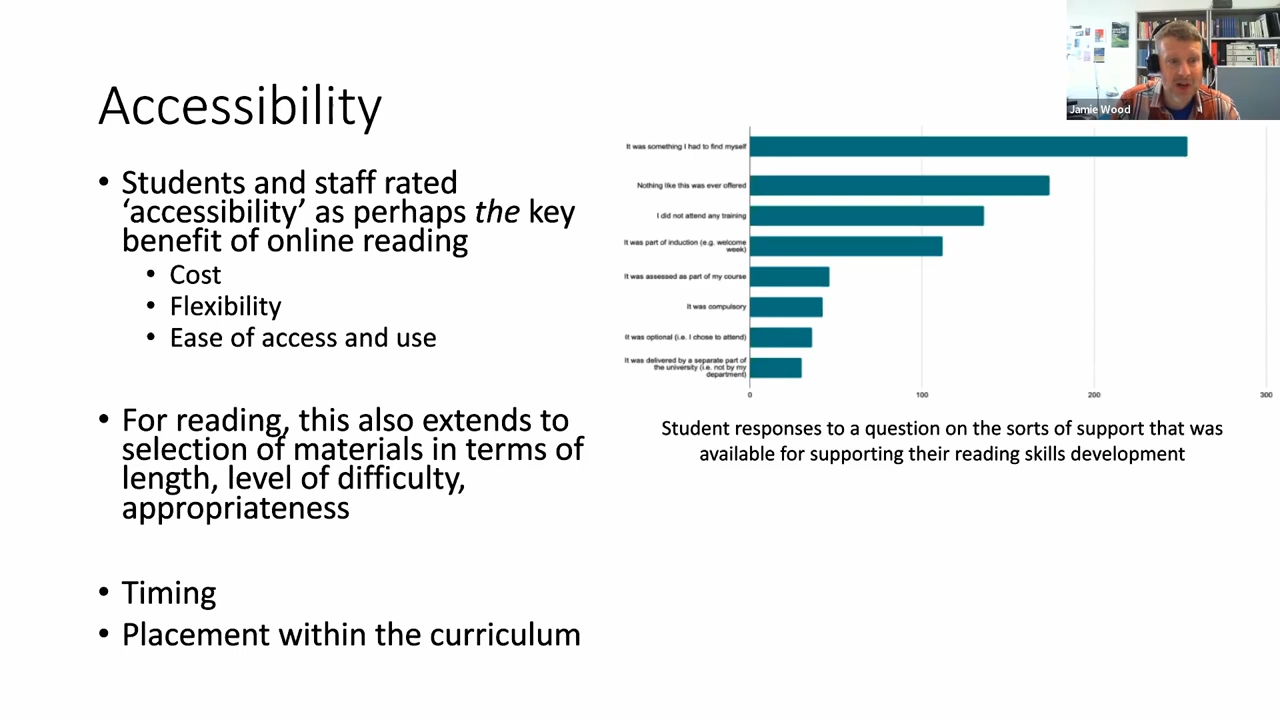 Accessibility
• Students and staff rated
‘accessibility’ as perhaps the key
benefit of online reading
• Cost
• Flexibility
• Ease of access and use
• For reading, this also extends to
selection of materials in terms of
length, level of difficulty,
appropriateness
• Timing
• Placement within the curriculum
Jamie Wood
It was something I had to find myself
Nothing like this was ever offered
I did not attend any training
It was part of induction (e.g. welcome
week)
It was assessed as part of my course
It was compulsory
It was optional (i.e. I chose to attend)
It was delivered by a separate part of
the university (i.e. not by my
department)
0 100 200 300
Student responses to a question on the sorts of support that was
available for supporting their reading skills development